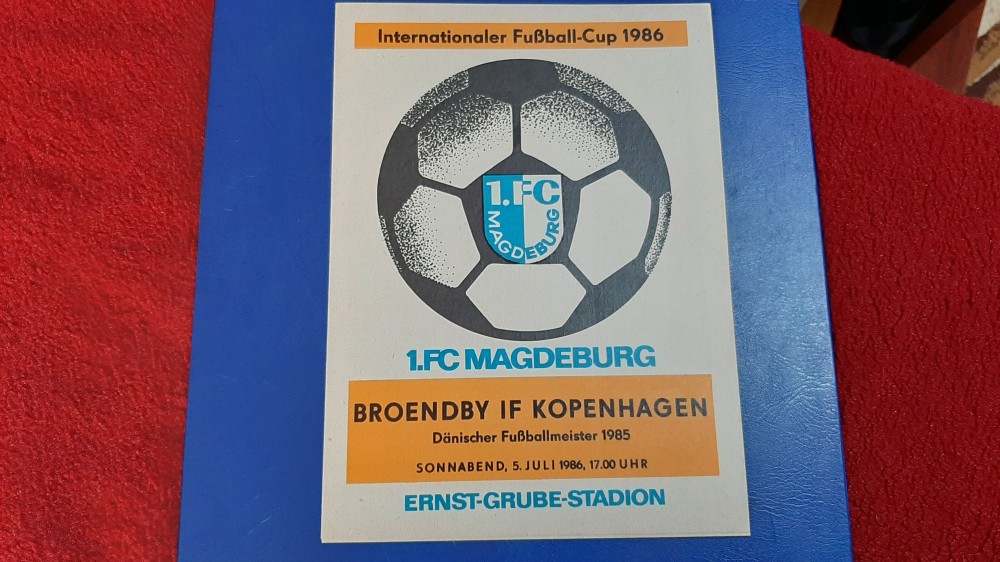 Internationaler Fußball-Cup 1986
1.FC
MAGDEBURG
1.FC MAGDEBURG
BROENDBY IF KOPENHAGEN
Dänischer Fußballmeister 1985
SONNABEND, 5. JULI 1986, 17.00 UHR
ERNST-GRUBE-STADION